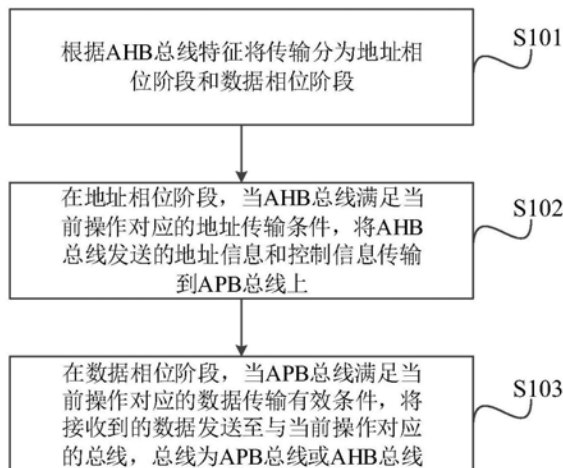 根据AHB总线特征将传输分为地址相
位阶段和数据相位阶段
S101
在地址相位阶段，当AHB总线满足当
前操作对应的地址传输条件，将AHB
总线发送的地址信息和控制信息传输
到APB总线上
S102
在数据相位阶段，当APB总线满足当
前操作对应的数据传输有效条件，将
接收到的数据发送至与当前操作对应
的总线，总线为APB总线或AHB总线
S103